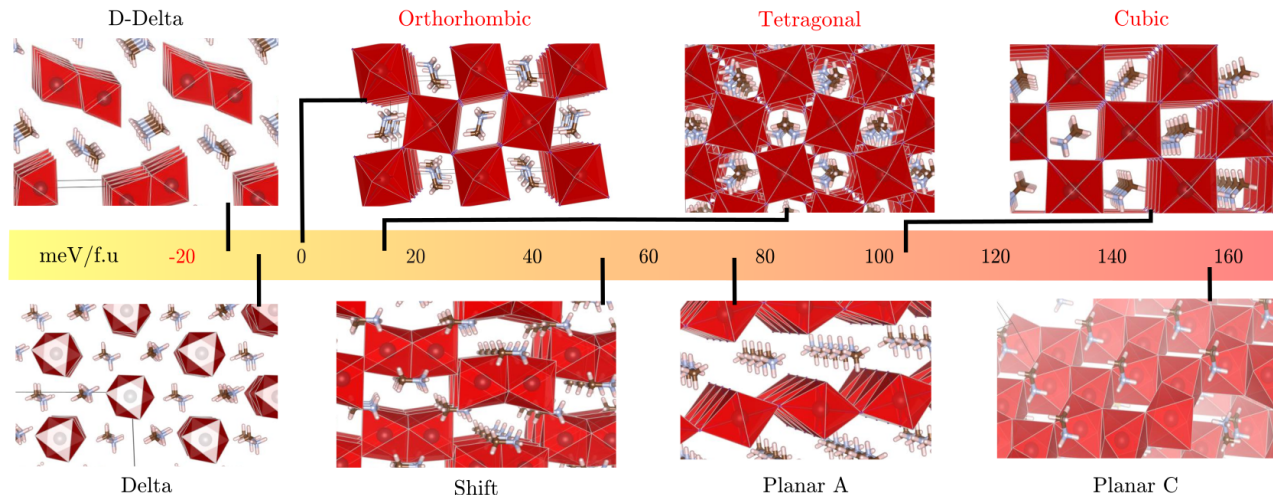 D-Delta Orthorhombic Tetragonal Cubic
meV/f.u -20 0 20 40 60 80 100 120 140 160
Delta Shift Planar A Planar C